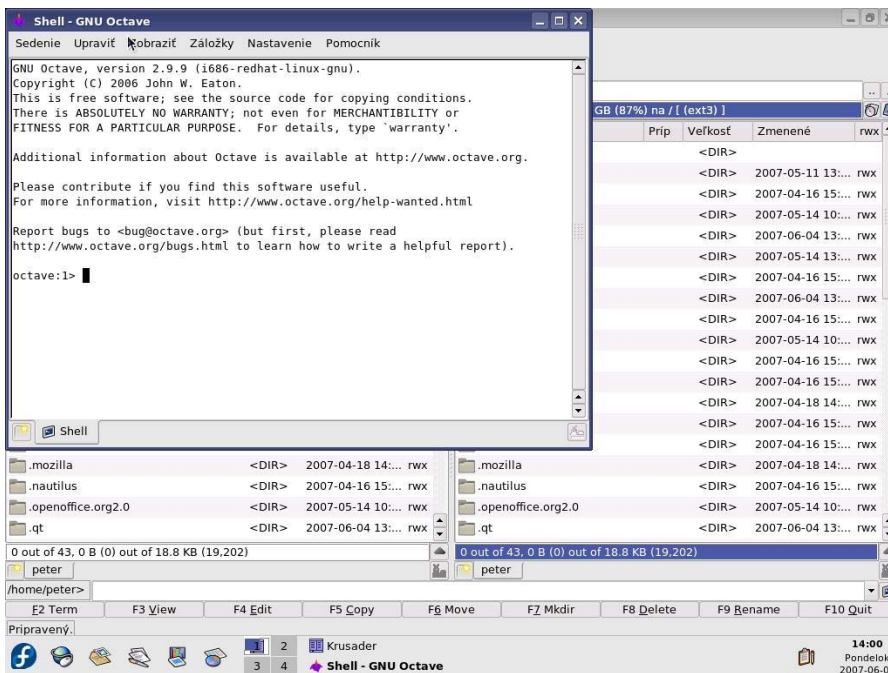 Shell - GNU Octave
Sedenie Upraviť Zobraziť Záložky Nastavenie Pomocník
GNU Octave, version 2.9.9 (i686-redhat-linux-gnu).
Copyright (C) 2006 John W. Eaton.
This is free software; see the source code for copying conditions.
There is ABSOLUTELY NO WARRANTY; not even for MERCHANTIBILITY or
FITNESS FOR A PARTICULAR PURPOSE.  For details, type `warranty'.
Additional information about Octave is available at http://www.octave.org.
Please contribute if you find this software useful.
For more information, visit http://www.octave.org/help-wanted.html
Report bugs to <bug@octave.org> (but first, please read
http://www.octave.org/bugs.html to learn how to write a helpful report).
octave:1>
Shell
GB (87%) na / [ (ext3) ]
Príp Veľkosť Zmenené rwx
<DIR>
<DIR> 2007-05-11 13:... rwx
<DIR> 2007-04-16 15:... rwx
<DIR> 2007-05-14 10:... rwx
<DIR> 2007-06-04 13:... rwx
<DIR> 2007-05-14 13:... rwx
<DIR> 2007-04-16 15:... rwx
<DIR> 2007-06-04 13:... rwx
<DIR> 2007-04-16 15:... rwx
<DIR> 2007-05-14 10:... rwx
<DIR> 2007-04-16 15:... rwx
<DIR> 2007-04-16 15:... rwx
<DIR> 2007-04-18 14:... rwx
<DIR> 2007-04-16 15:... rwx
<DIR> 2007-04-16 15:... rwx
.mozilla <DIR> 2007-04-18 14:... rwx .mozilla <DIR> 2007-04-18 14:... rwx
.nautilus <DIR> 2007-04-16 15:... rwx .nautilus <DIR> 2007-04-16 15:... rwx
.openoffice.org2.0 <DIR> 2007-05-14 10:... rwx .openoffice.org2.0 <DIR> 2007-05-14 10:... rwx
.qt <DIR> 2007-06-04 13:... rwx .qt <DIR> 2007-06-04 13:... rwx
0 out of 43, 0 B (0) out of 18.8 KB (19,202) 0 out of 43, 0 B (0) out of 18.8 KB (19,202)
peter peter
/home/peter>
F2 Term F3 View F4 Edit F5 Copy F6 Move F7 Mkdir F8 Delete F9 Rename F10 Quit
Pripravený.
1 2 Krusader 14:00
3 4 Shell - GNU Octave Pondelok